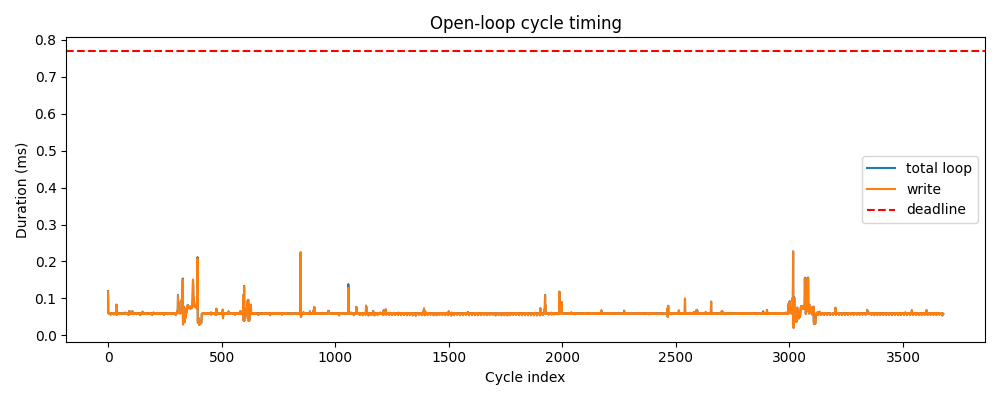 Open-loop cycle timing
Duration (ms)
0.8
0.7
0.6
0.5
0.4
0.3
0.2
0.1
0.0
total loop
write
deadline
0 500 1000 1500 2000 2500 3000 3500
Cycle index